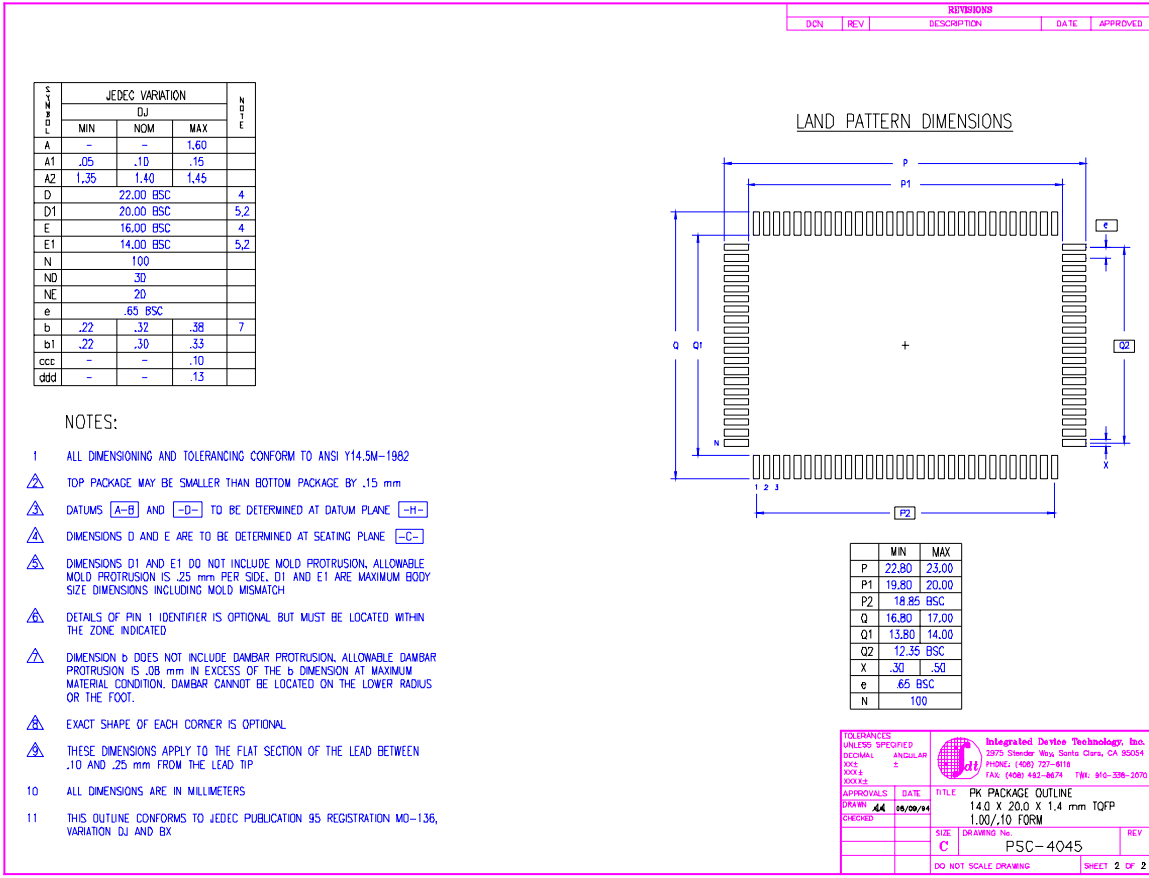 REVISIONS
DCN REV DESCRIPTION DATE APPROVED
SYMBOL JEDEC VARIATION NOTE
DJ
MIN NOM MAX
A - - 1.60
A1 .05 .10 .15
A2 1.35 1.40 1.45
D 22.00 BSC 4
D1 20.00 BSC 5,2
E 16.00 BSC 4
E1 14.00 BSC 5,2
N 100
ND 30
NE 20
e .65 BSC
b .22 .32 .38 7
b1 .22 .30 .33
ccc - - .10
ddd - - .13
NOTES:
1 ALL DIMENSIONING AND TOLERANCING CONFORM TO ANSI Y14.5M-1982
2 TOP PACKAGE MAY BE SMALLER THAN BOTTOM PACKAGE BY .15 mm
3 DATUMS A-B AND -D- TO BE DETERMINED AT DATUM PLANE -H-
4 DIMENSIONS D AND E ARE TO BE DETERMINED AT SEATING PLANE -C-
5 DIMENSIONS D1 AND E1 DO NOT INCLUDE MOLD PROTRUSION. ALLOWABLE
MOLD PROTRUSION IS .25 mm PER SIDE. D1 AND E1 ARE MAXIMUM BODY
SIZE DIMENSIONS INCLUDING MOLD MISMATCH
6 DETAILS OF PIN 1 IDENTIFIER IS OPTIONAL BUT MUST BE LOCATED WITHIN
THE ZONE INDICATED
7 DIMENSION b DOES NOT INCLUDE DAMBAR PROTRUSION. ALLOWABLE DAMBAR
PROTRUSION IS .08 mm IN EXCESS OF THE b DIMENSION AT MAXIMUM
MATERIAL CONDITION. DAMBAR CANNOT BE LOCATED ON THE LOWER RADIUS
OR THE FOOT.
8 EXACT SHAPE OF EACH CORNER IS OPTIONAL
9 THESE DIMENSIONS APPLY TO THE FLAT SECTION OF THE LEAD BETWEEN
.10 AND .25 mm FROM THE LEAD TIP
10 ALL DIMENSIONS ARE IN MILLIMETERS
11 THIS OUTLINE CONFORMS TO JEDEC PUBLICATION 95 REGISTRATION MO-136,
VARIATION DJ AND BX
LAND PATTERN DIMENSIONS
P
P1
e
Q Q1 Q2
N
X
1 2 3
P2
MIN MAX
P 22.80 23.00
P1 19.80 20.00
P2 18.85 BSC
Q 16.80 17.00
Q1 13.80 14.00
Q2 12.35 BSC
X .30 .50
e .65 BSC
N 100
TOLERANCES
UNLESS SPECIFIED
DECIMAL ANGULAR
XX± ±
XXX±
XXXX±
idt
Integrated Device Technology, Inc.
2975 Stender Way, Santa Clara, CA 95054
PHONE: (408) 727-6116
FAX: (408) 492-8674 TWX: 910-338-2070
APPROVALS DATE
DRAWN 08/09/94
CHECKED
TITLE PK PACKAGE OUTLINE
14.0 X 20.0 X 1.4 mm TQFP
1.00/.10 FORM
SIZE DRAWING No. REV
C PSC-4045
DO NOT SCALE DRAWING SHEET 2 OF 2